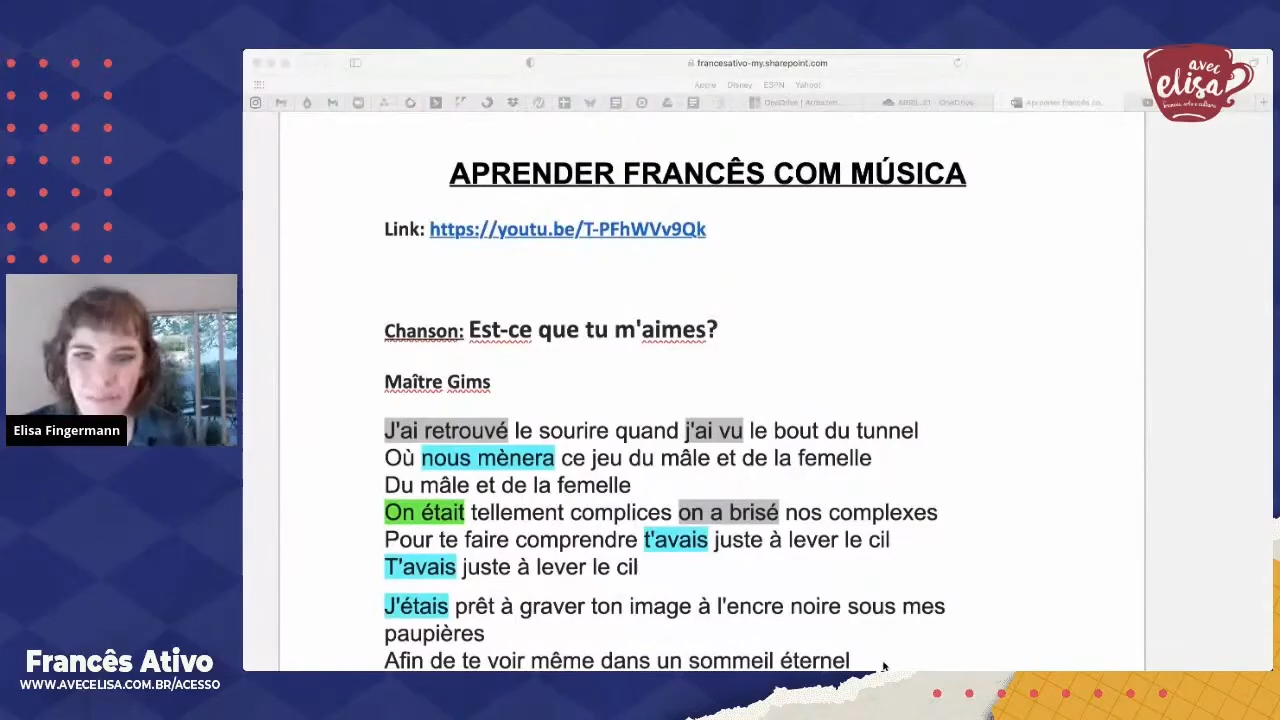 francesativo-my.sharepoint.com
Apple Disney ESPN Yahoo!
avec
elisa
APRENDER FRANCÊS COM MÚSICA
Link: https://youtu.be/T-PFhWVv9Qk
Chanson: Est-ce que tu m'aimes?
Maître Gims
J'ai retrouvé le sourire quand j'ai vu le bout du tunnel
Où nous mènera ce jeu du mâle et de la femelle
Du mâle et de la femelle
On était tellement complices on a brisé nos complexes
Pour te faire comprendre t'avais juste à lever le cil
T'avais juste à lever le cil
J'étais prêt à graver ton image à l'encre noire sous mes
paupières
Afin de te voir même dans un sommeil éternel
Elisa Fingermann
Francês Ativo
WWW.AVECELISA.COM.BR/ACESSO